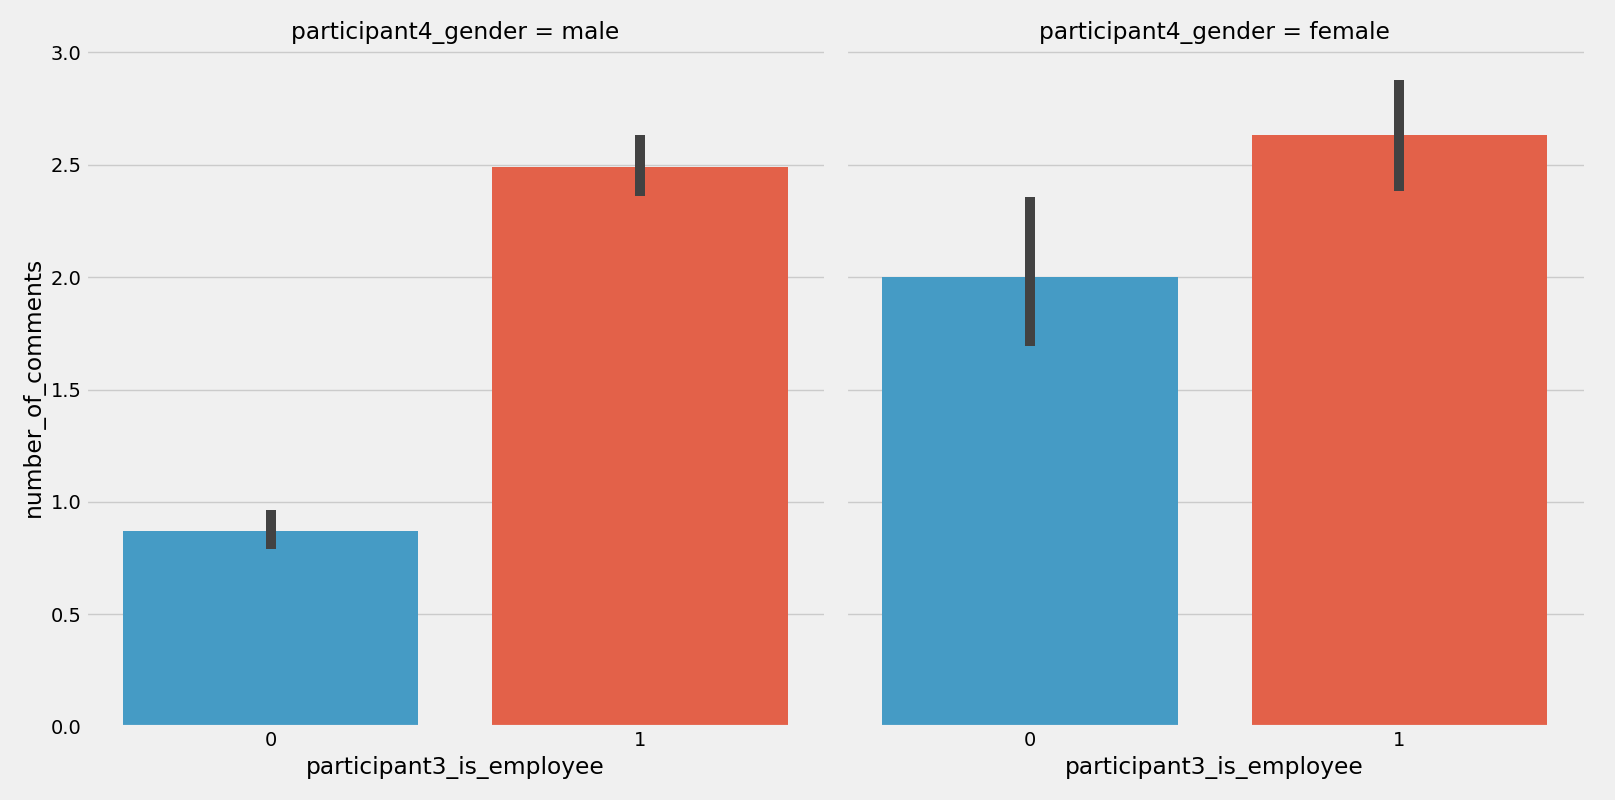 participant4_gender = male
participant4_gender = female
number_of_comments
3.0
2.5
2.0
1.5
1.0
0.5
0.0
0 1
0 1
participant3_is_employee
participant3_is_employee